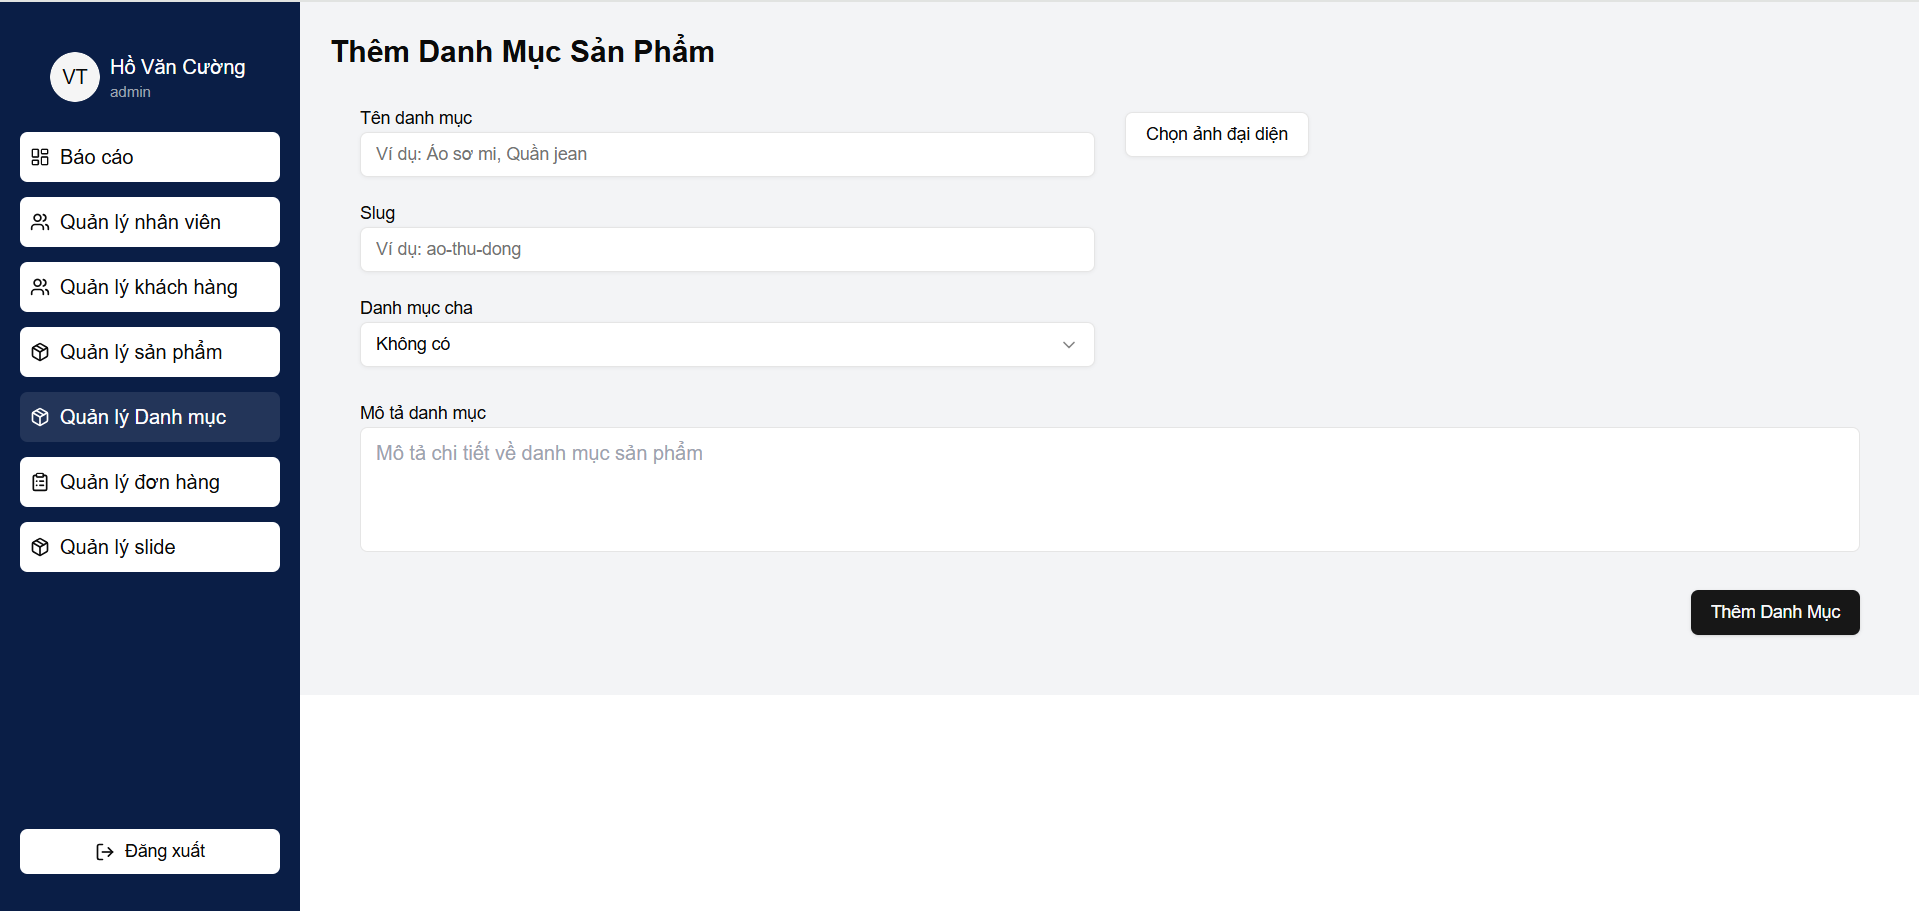 VT
Hồ Văn Cường
admin
Báo cáo
Quản lý nhân viên
Quản lý khách hàng
Quản lý sản phẩm
Quản lý Danh mục
Quản lý đơn hàng
Quản lý slide
Đăng xuất
Thêm Danh Mục Sản Phẩm
Tên danh mục
Ví dụ: Áo sơ mi, Quần jean
Chọn ảnh đại diện
Slug
Ví dụ: ao-thu-dong
Danh mục cha
Không có
Mô tả danh mục
Mô tả chi tiết về danh mục sản phẩm
Thêm Danh Mục